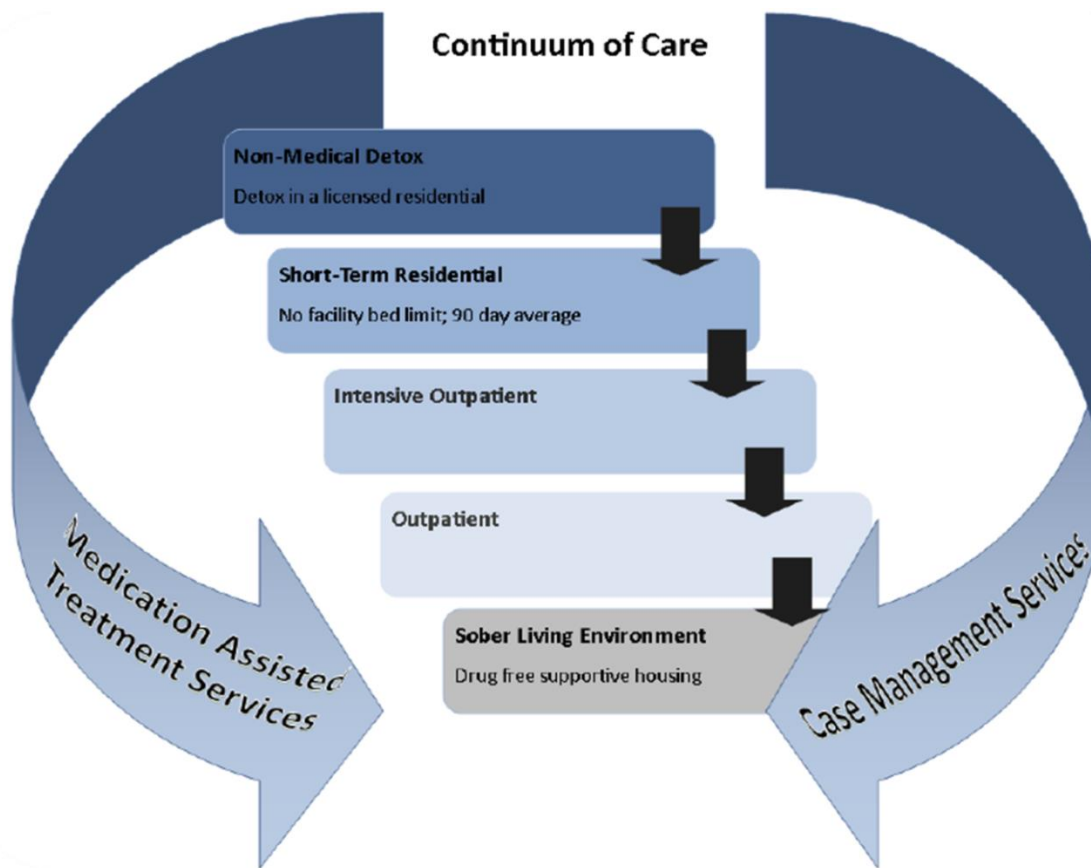 Continuum of Care
Non-Medical Detox
Detox in a licensed residential
Short-Term Residential
No facility bed limit; 90 day average
Intensive Outpatient
Outpatient
Sober Living Environment
Drug free supportive housing
Medication Assisted
Treatment Services
Case Management Services